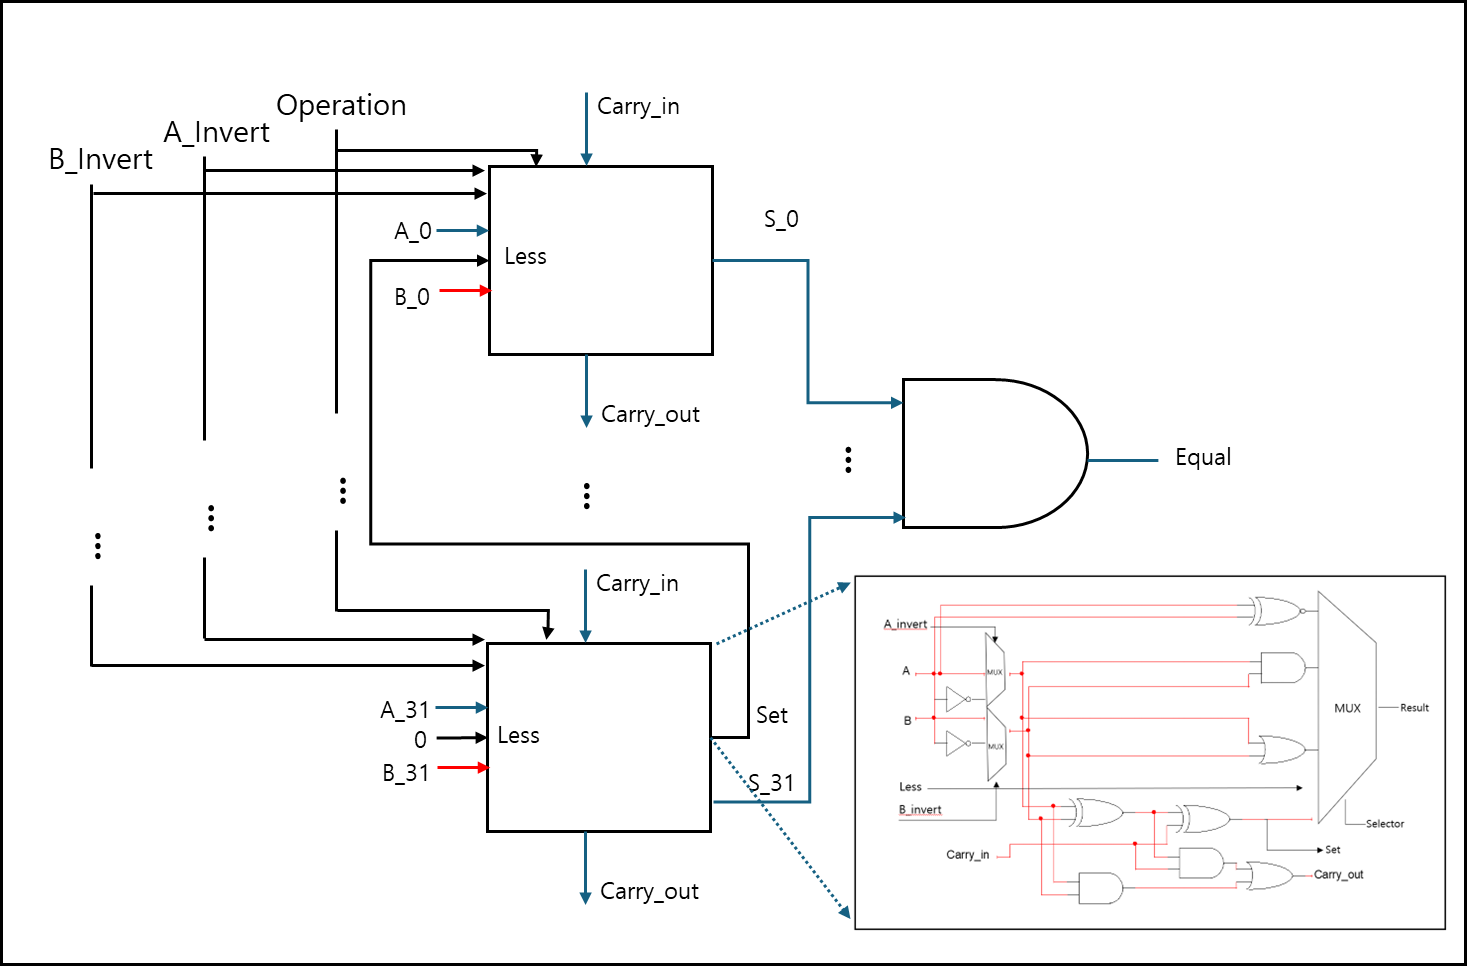 Operation
A_Invert
B_Invert
Carry_in
A_0
Less
B_0
S_0
Carry_out
Equal
Carry_in
A_31
0
Less
B_31
Set
S_31
Carry_out
A_invert
MUX
A
B
MUX
MUX
Result
Less
B_invert
Selector
Carry_in
Set
Carry_out